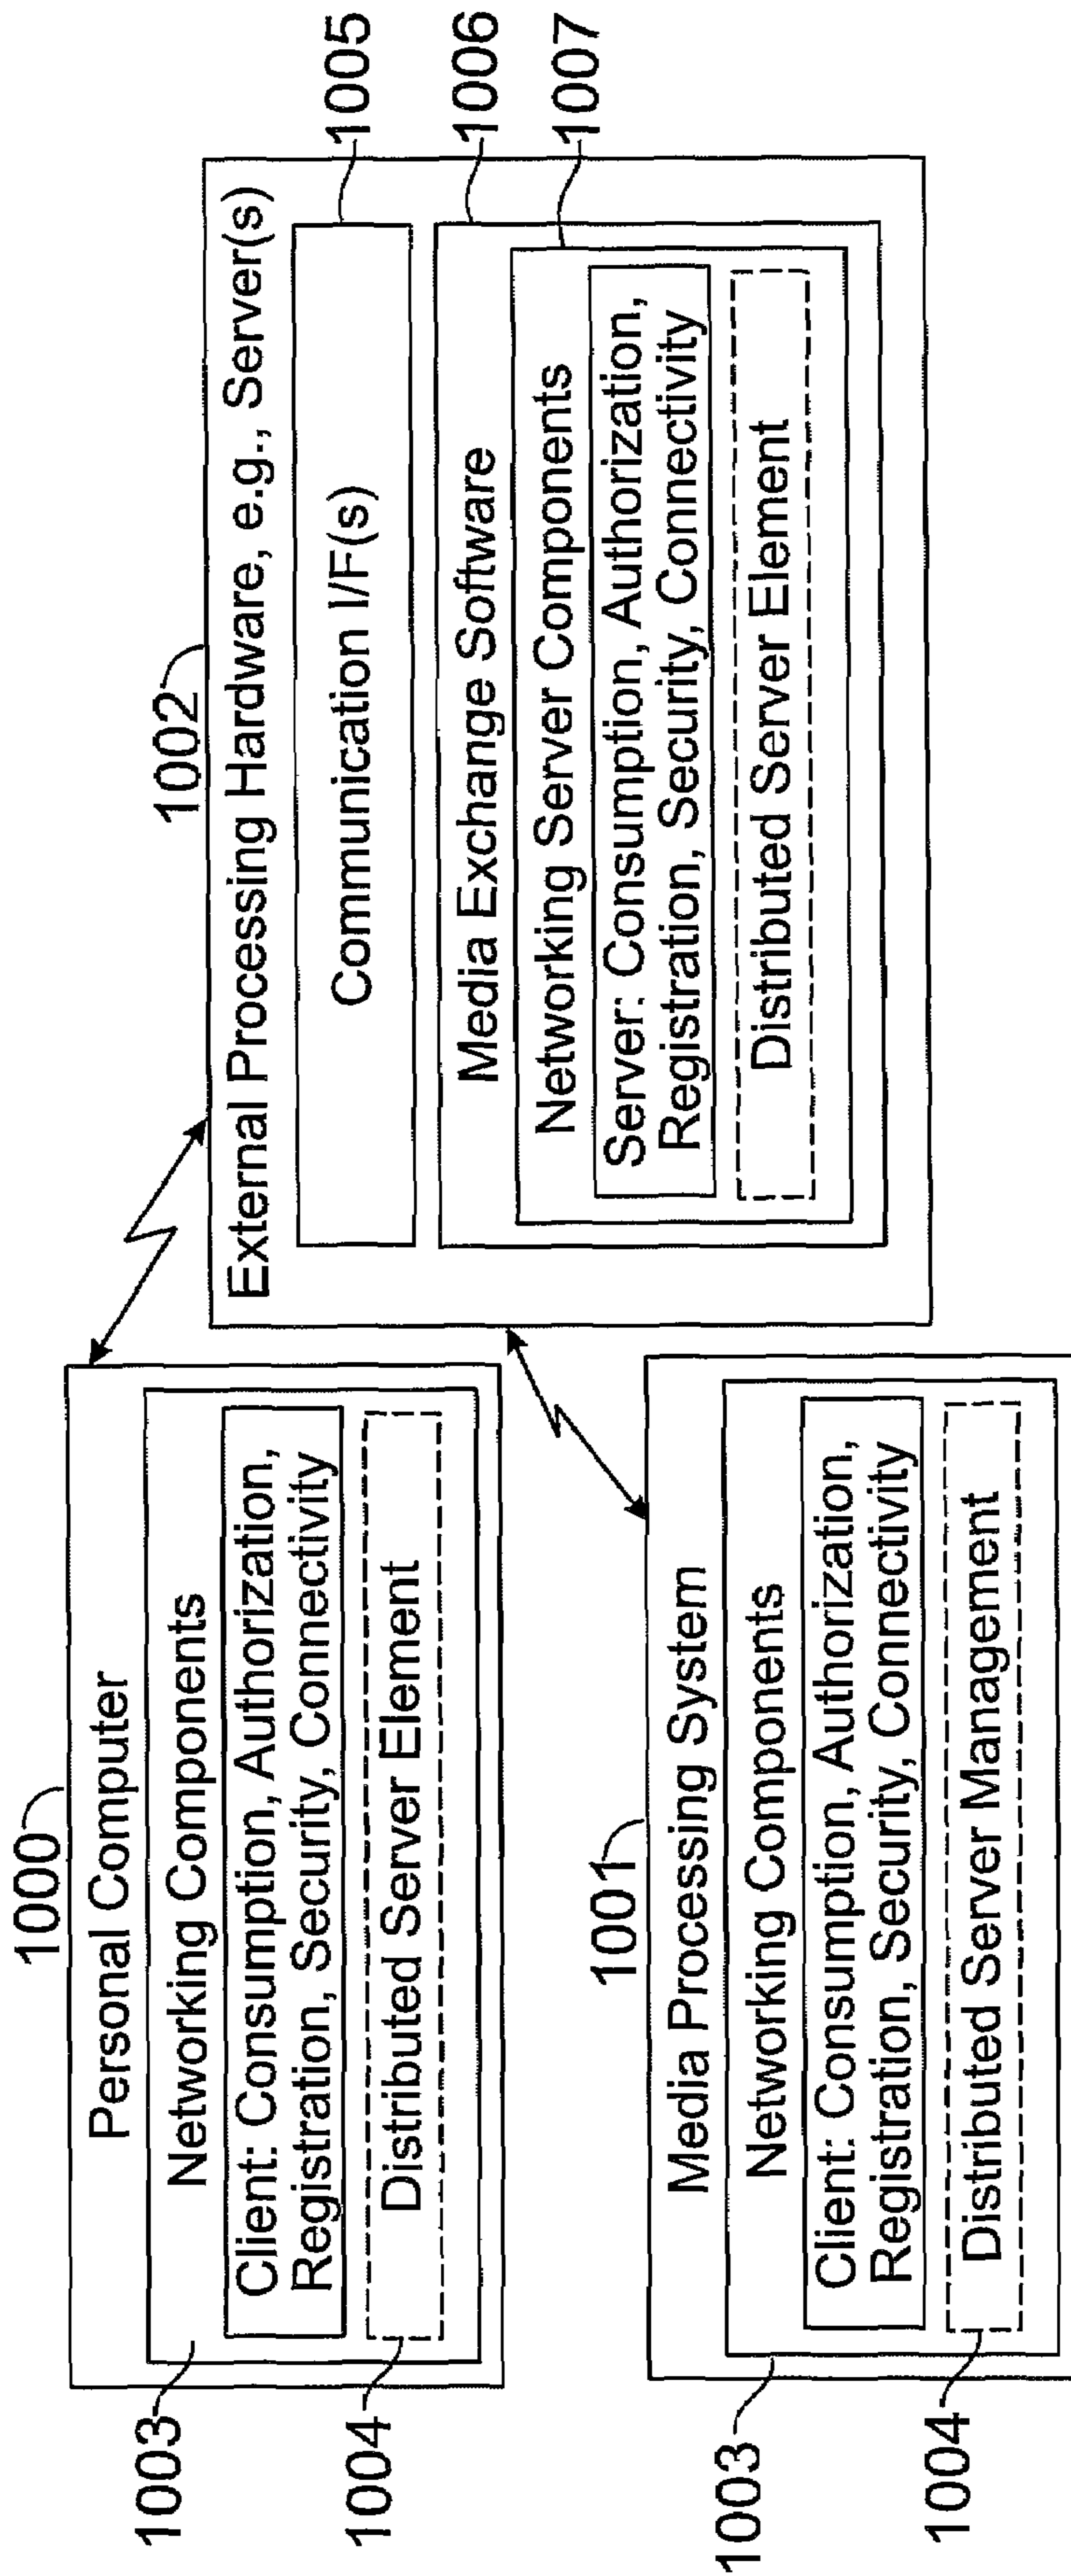 1000
Personal Computer
Networking Components
Client: Consumption, Authorization,
Registration, Security, Connectivity
Distributed Server Element
1003
1004
1001
Media Processing System
Networking Components
Client: Consumption, Authorization,
Registration, Security, Connectivity
Distributed Server Management
1003
1004
1002
External Processing Hardware, e.g., Server(s)
Communication I/F(s)
Media Exchange Software
Networking Server Components
Server: Consumption, Authorization,
Registration, Security, Connectivity
Distributed Server Element
1005
1006
1007